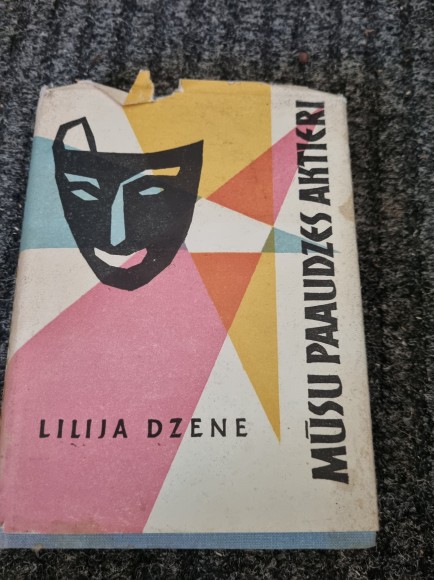 LILIJA DZENE
MŪSU PAAUDZES AKTIERI